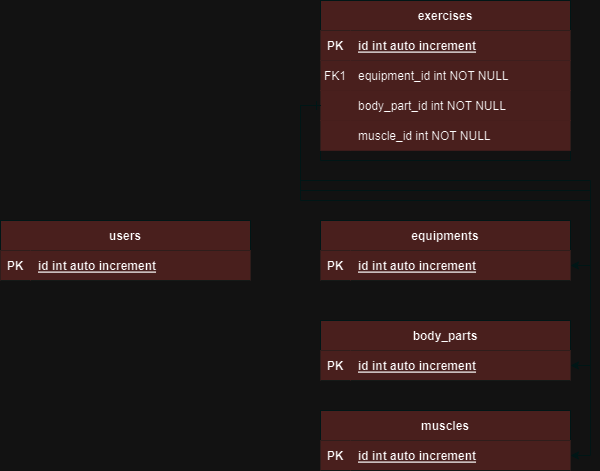 exercises
PK id int auto increment
FK1 equipment_id int NOT NULL
body_part_id int NOT NULL
muscle_id int NOT NULL
users
PK id int auto increment
equipments
PK id int auto increment
body_parts
PK id int auto increment
muscles
PK id int auto increment